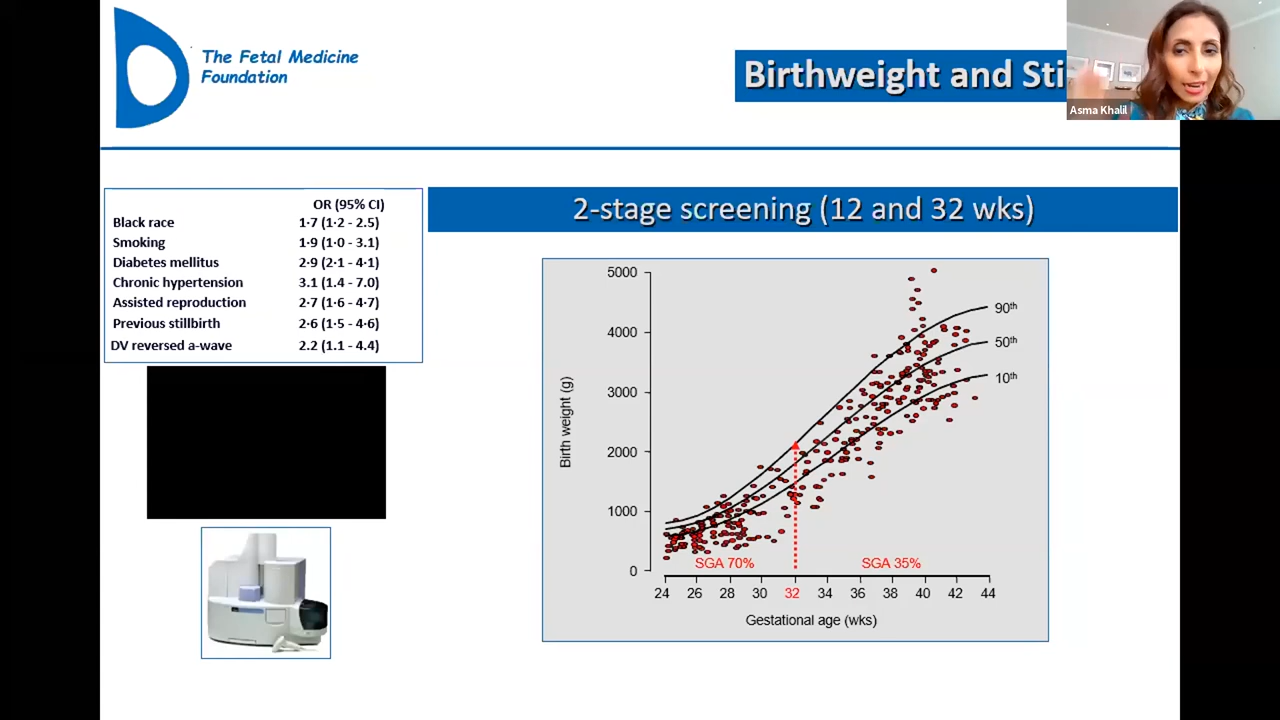 The Fetal Medicine
Foundation
Birthweight and Sti
Asma Khalil
OR (95% CI)
Black race 1·7 (1·2 - 2.5)
Smoking 1·9 (1·0 - 3.1)
Diabetes mellitus 2·9 (2·1 - 4·1)
Chronic hypertension 3.1 (1.4 - 7.0)
Assisted reproduction 2·7 (1·6 - 4·7)
Previous stillbirth 2·6 (1·5 - 4·6)
DV reversed a-wave 2.2 (1.1 - 4.4)
2-stage screening (12 and 32 wks)
Birth weight (g)
5000
4000
3000
2000
1000
0
90th
50th
10th
SGA 70% SGA 35%
24 26 28 30 32 34 36 38 40 42 44
Gestational age (wks)